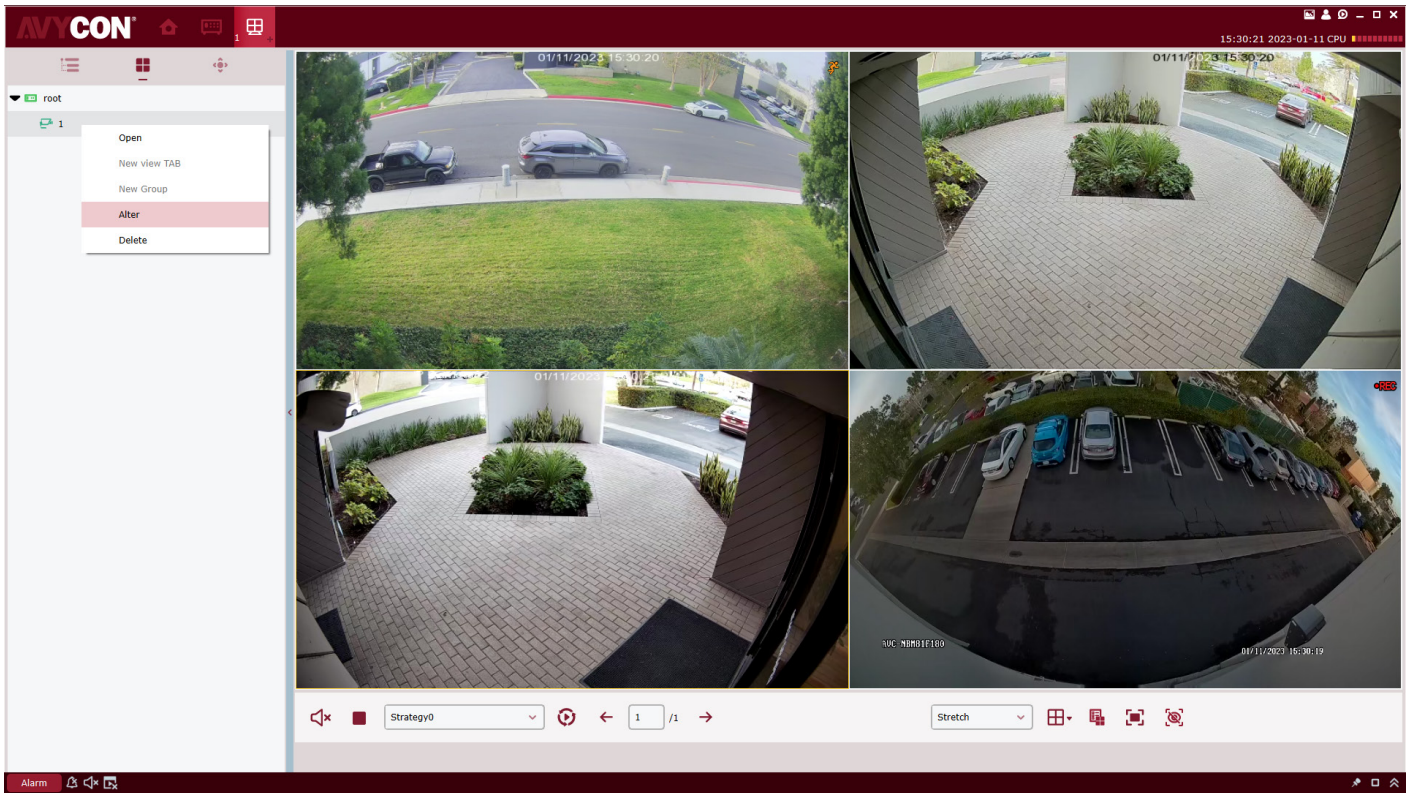 AVYCON
1
15:30:21 2023-01-11 CPU
root
1
Open
New view TAB
New Group
Alter
Delete
01/11/2023 15:30:20
01/11/2023 15:30:20
01/11/2023
REC
AVC-NBM81F180
01/11/2023 15:30:19
Strategy0
1
/1
Stretch
Alarm